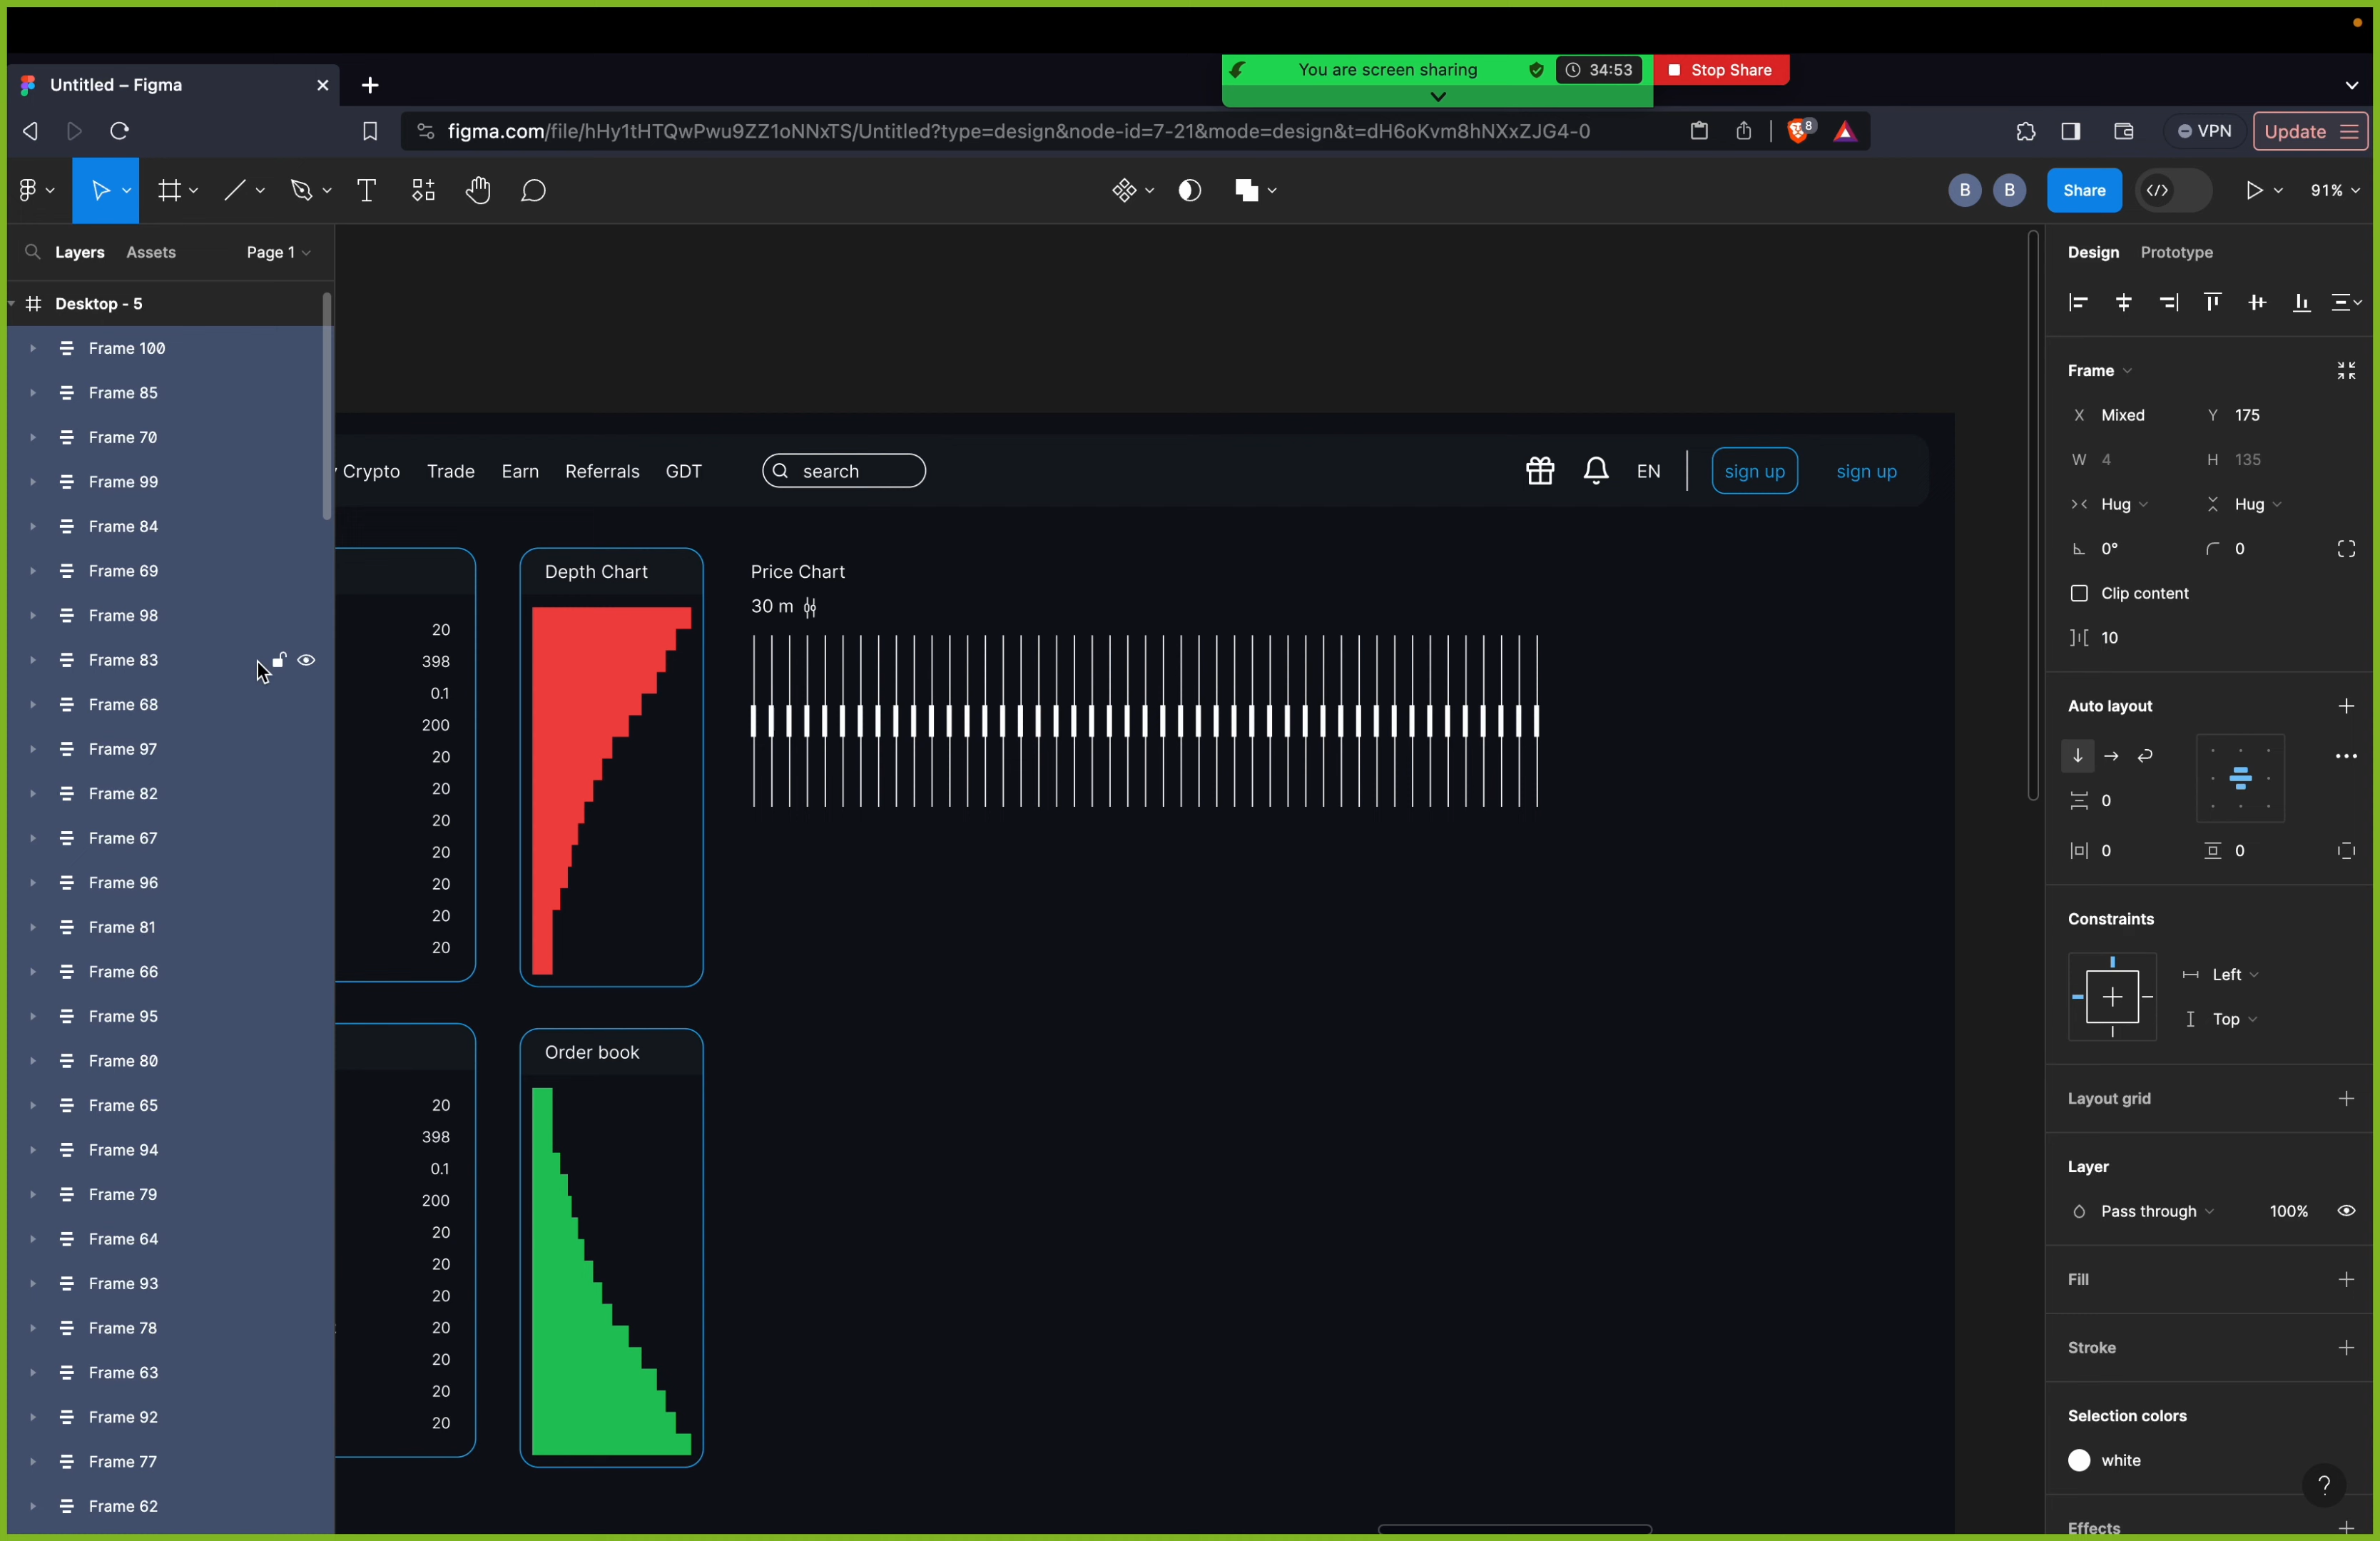 You are screen sharing 34:53 Stop Share
Untitled – Figma
figma.com/file/hHy1tHTQwPwu9ZZ1oNNxTS/Untitled?type=design&node-id=7-21&mode=design&t=dH6oKvm8hNXxZJG4-0
8
VPN
Update
B B Share 91%
Layers Assets Page 1
Desktop - 5
Frame 100
Frame 85
Frame 70
Frame 99
Frame 84
Frame 69
Frame 98
Frame 83
Frame 68
Frame 97
Frame 82
Frame 67
Frame 96
Frame 81
Frame 66
Frame 95
Frame 80
Frame 65
Frame 94
Frame 79
Frame 64
Frame 93
Frame 78
Frame 63
Frame 92
Frame 77
Frame 62
Crypto Trade Earn Referrals GDT search EN sign up sign up
20
398
0.1
200
20
20
20
20
20
20
20
Depth Chart
Price Chart
30 m
20
398
0.1
200
20
20
20
20
20
20
20
Order book
Design Prototype
Frame
X Mixed Y 175
W 4 H 135
Hug Hug
0° 0
Clip content
10
Auto layout
0
0 0
Constraints
Left
Top
Layout grid
Layer
Pass through 100%
Fill
Stroke
Selection colors
white
?
Effects